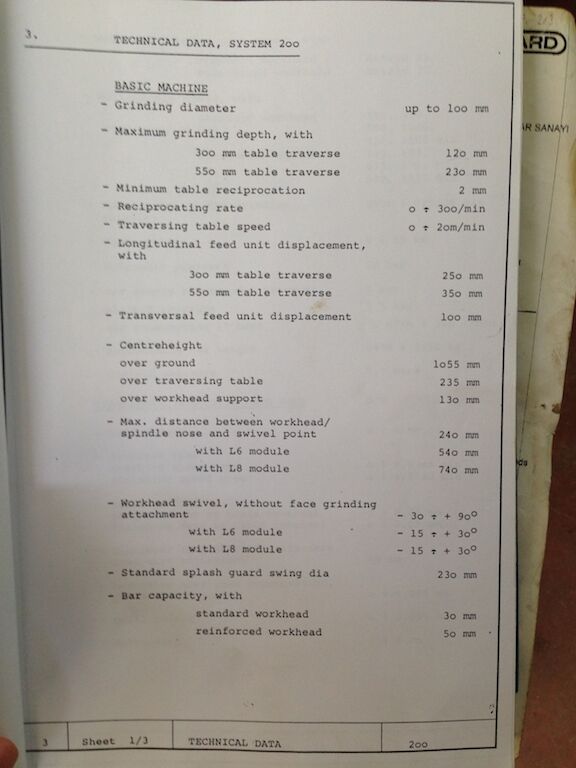 3. TECHNICAL DATA, SYSTEM 2oo
BASIC MACHINE
- Grinding diameter up to loo mm
- Maximum grinding depth, with
3oo mm table traverse 12o mm
55o mm table traverse 23o mm
- Minimum table reciprocation 2 mm
- Reciprocating rate o ÷ 3oo/min
- Traversing table speed o ÷ 2om/min
- Longitudinal feed unit displacement,
with
3oo mm table traverse 25o mm
55o mm table traverse 35o mm
- Transversal feed unit displacement loo mm
- Centreheight
over ground lo55 mm
over traversing table 235 mm
over workhead support 13o mm
- Max. distance between workhead/
spindle nose and swivel point 24o mm
with L6 module 54o mm
with L8 module 74o mm
- Workhead swivel, without face grinding
attachment - 3o ÷ + 9o°
with L6 module - 15 ÷ + 3o°
with L8 module - 15 ÷ + 3o°
- Standard splash guard swing dia 23o mm
- Bar capacity, with
standard workhead 3o mm
reinforced workhead 5o mm
3 Sheet 1/3 TECHNICAL DATA 2oo
ARD
AR SANAYI